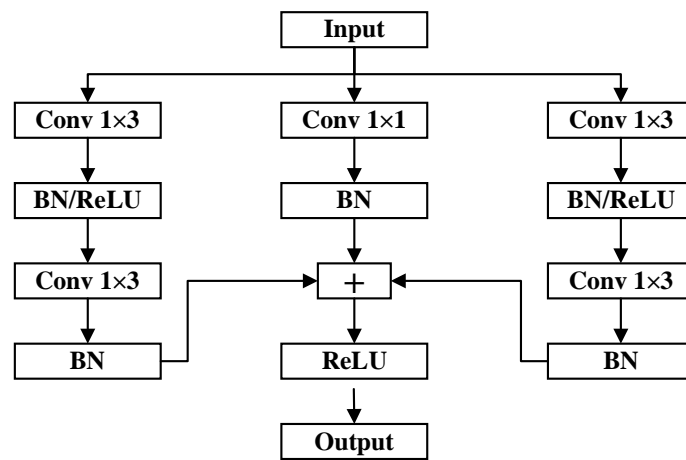 Input
Conv 1×3
Conv 1×1
Conv 1×3
BN/ReLU
BN
BN/ReLU
Conv 1×3
+
Conv 1×3
BN
ReLU
BN
Output